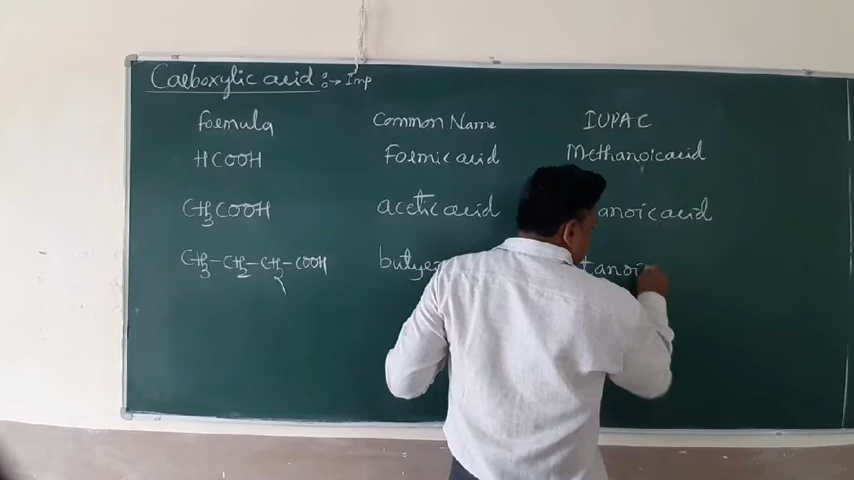 Carboxylic acid :→ Imp
Formula Common Name IUPAC
HCOOH Formic acid Methanoic acid
CH3COOH acetic acid anoic acid
CH3-CH2-CH2-COOH butyr tanoi